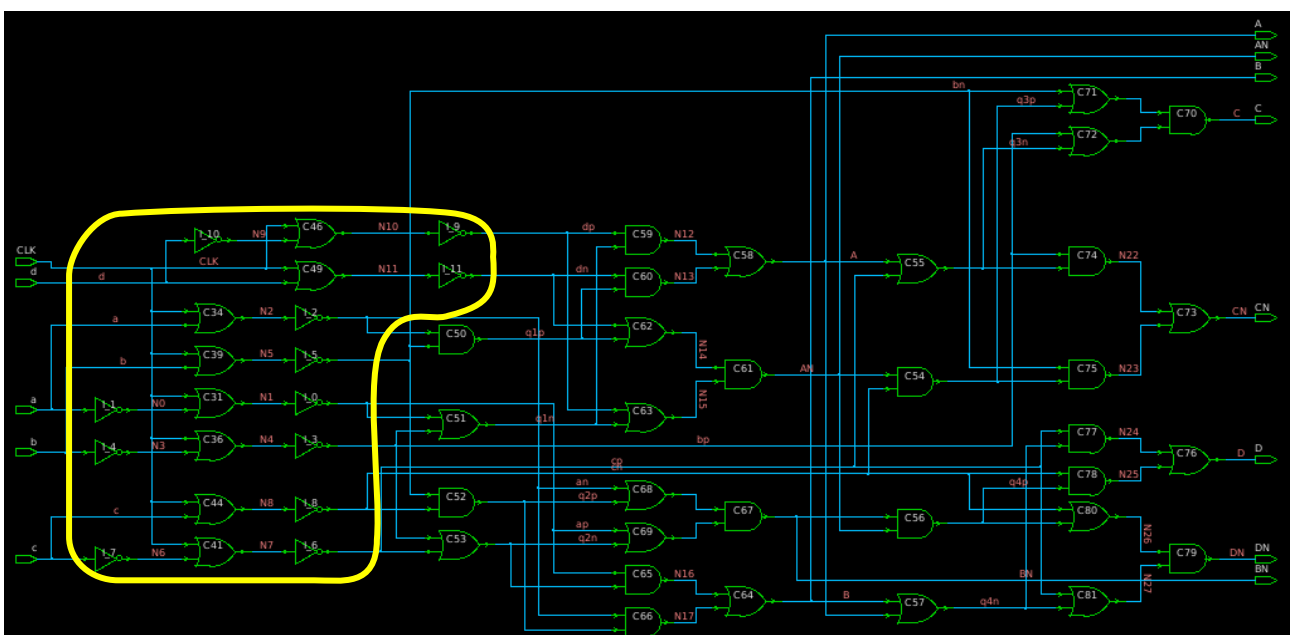 A
AN
B
bn
C71
q3p
C70
C
C
C72
q3n
I_10
N9
C46
N10
I_9
dp
C59
N12
CLK
CLK
d
d
C49
N11
I_11
dn
C60
N13
C58
A
C55
C74
N22
a
C34
N2
I_2
C50
q1p
C62
N14
C73
CN
CN
b
C39
N5
I_5
C61
AN
C54
C75
N23
a
I_1
N0
C31
N1
I_0
C51
q1n
C63
N15
b
I_4
N3
C36
N4
I_3
bp
C77
N24
C76
D
D
cp
cn
C78
N25
q4p
c
C44
N8
I_8
C52
an
q2p
C68
C67
C56
C80
N26
c
I_7
N6
C41
N7
I_6
C53
ap
q2n
C69
C79
DN
DN
C65
N16
BN
BN
N27
C66
N17
C64
B
C57
q4n
C81